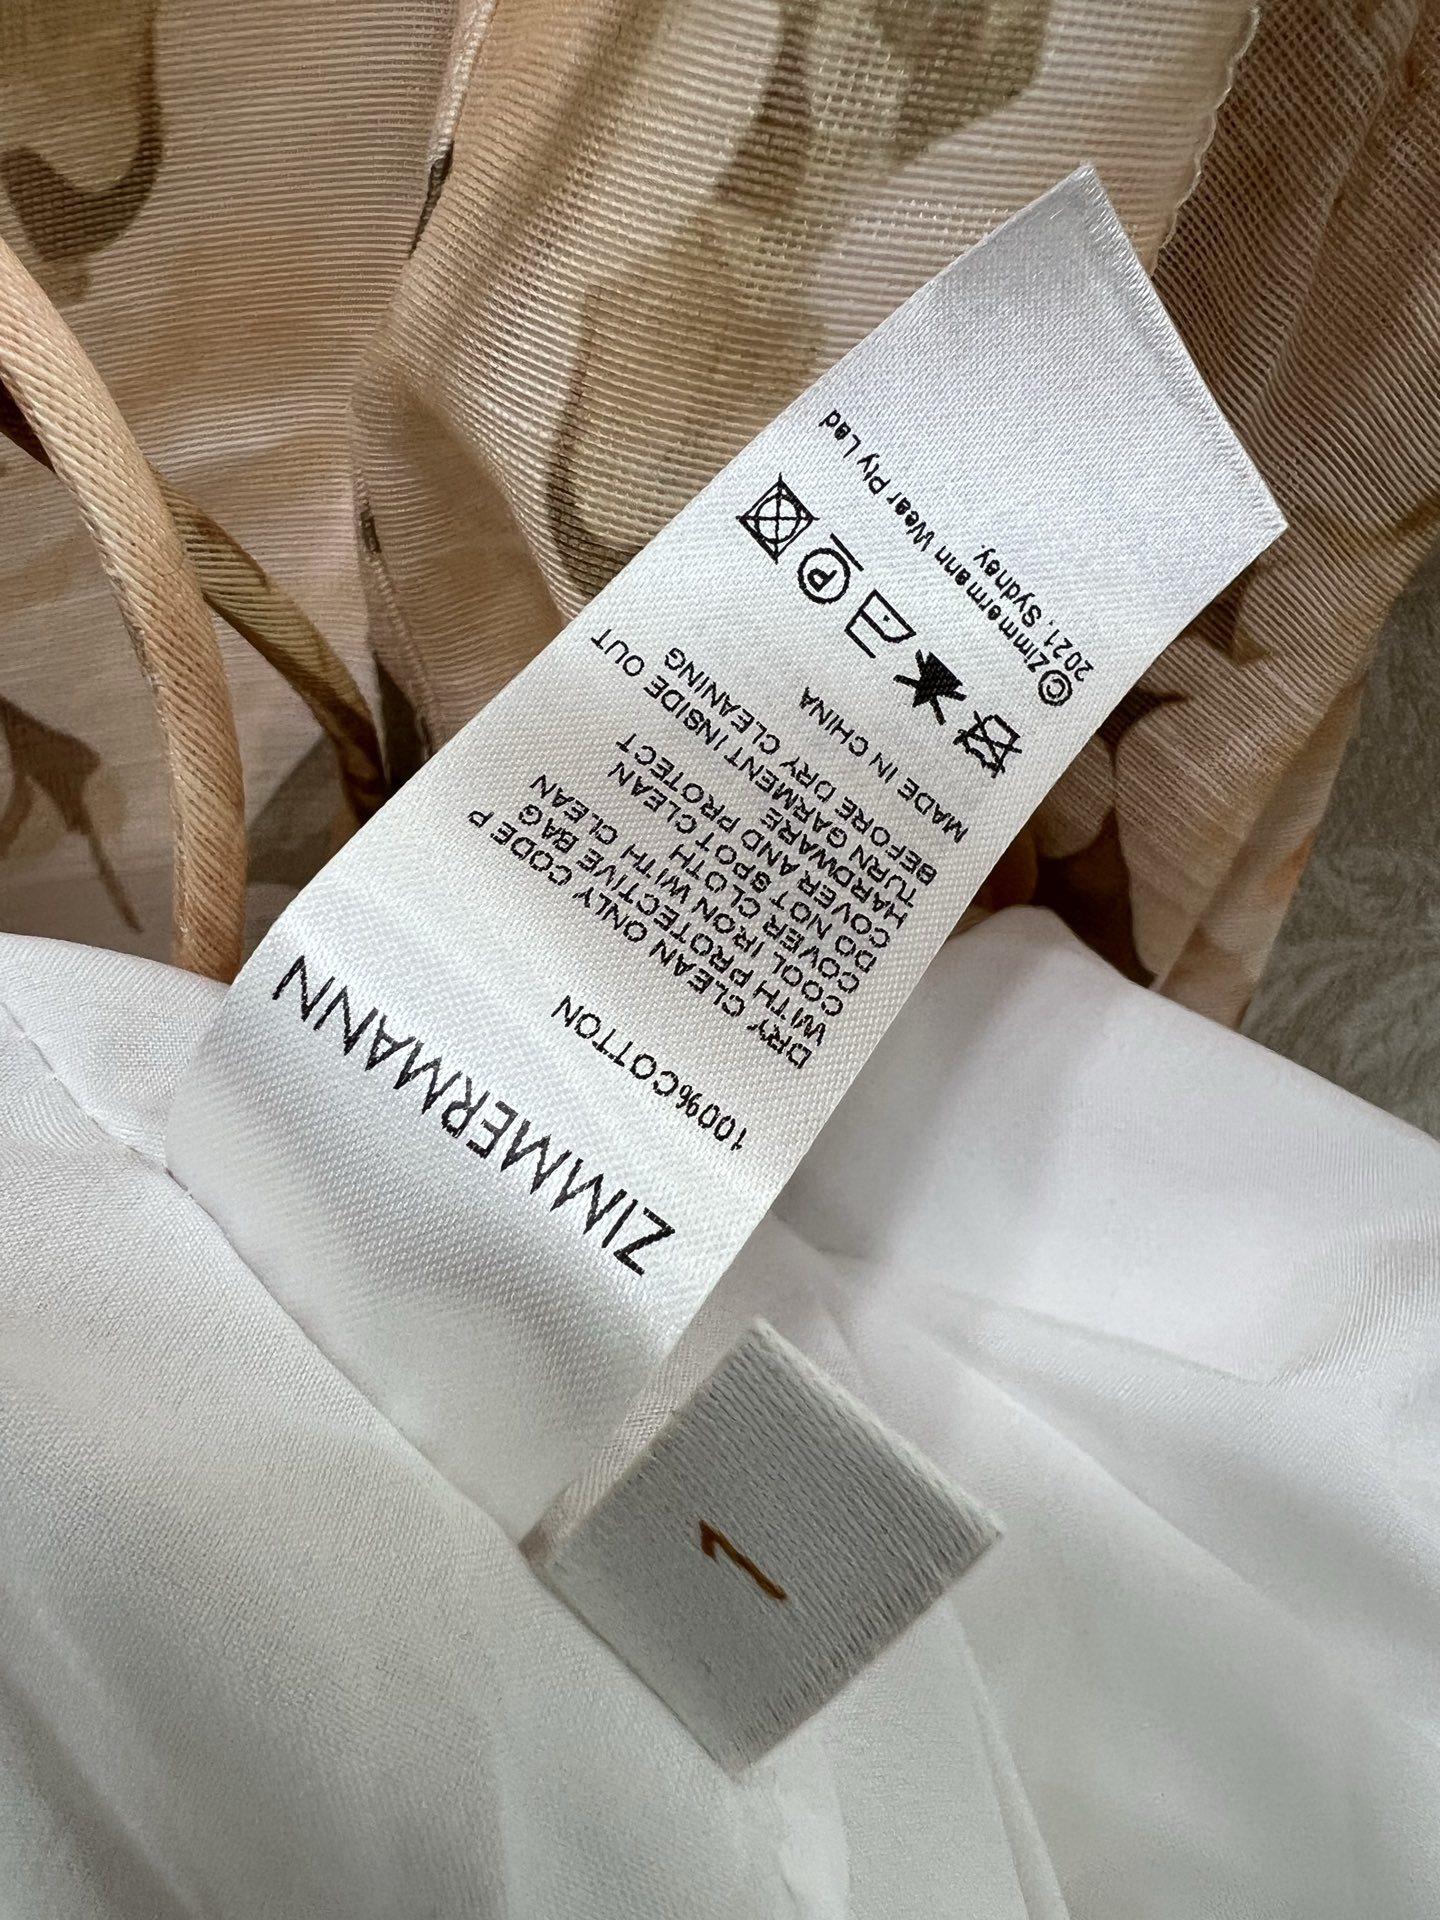 ZIMMERMANN
100%COTTON
DRY CLEAN ONLY CODE P
WITH PROTECTIVE BAG
COOL IRON WITH CLEAN
COVER CLOTH
DO NOT SPOT CLEAN
COVER AND PROTECT
HARDWARE
TURN GARMENT INSIDE OUT
BEFORE DRY CLEANING
MADE IN CHINA
P
©Zimmermann Wear Pty Lad
2021, Sydney.
1